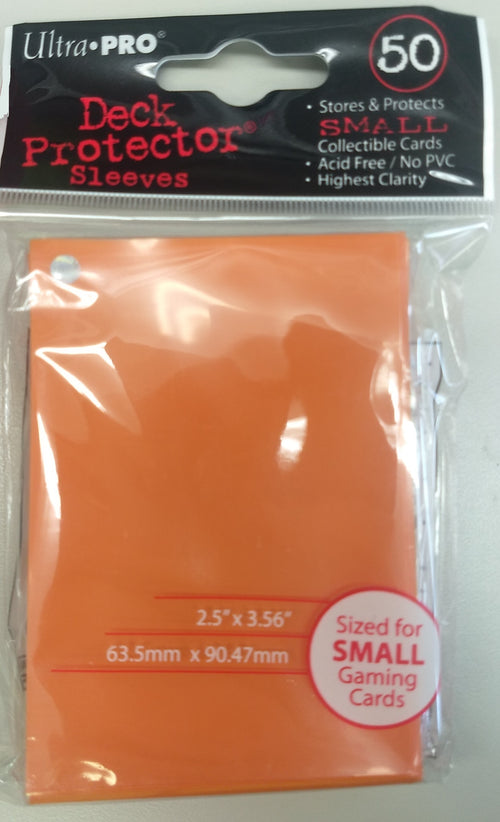 Ultra•PRO®
50
Deck
Protector®
Sleeves
• Stores & Protects
SMALL
Collectible Cards
• Acid Free / No PVC
• Highest Clarity
2.5" x 3.56"
63.5mm x 90.47mm
Sized for
SMALL
Gaming
Cards